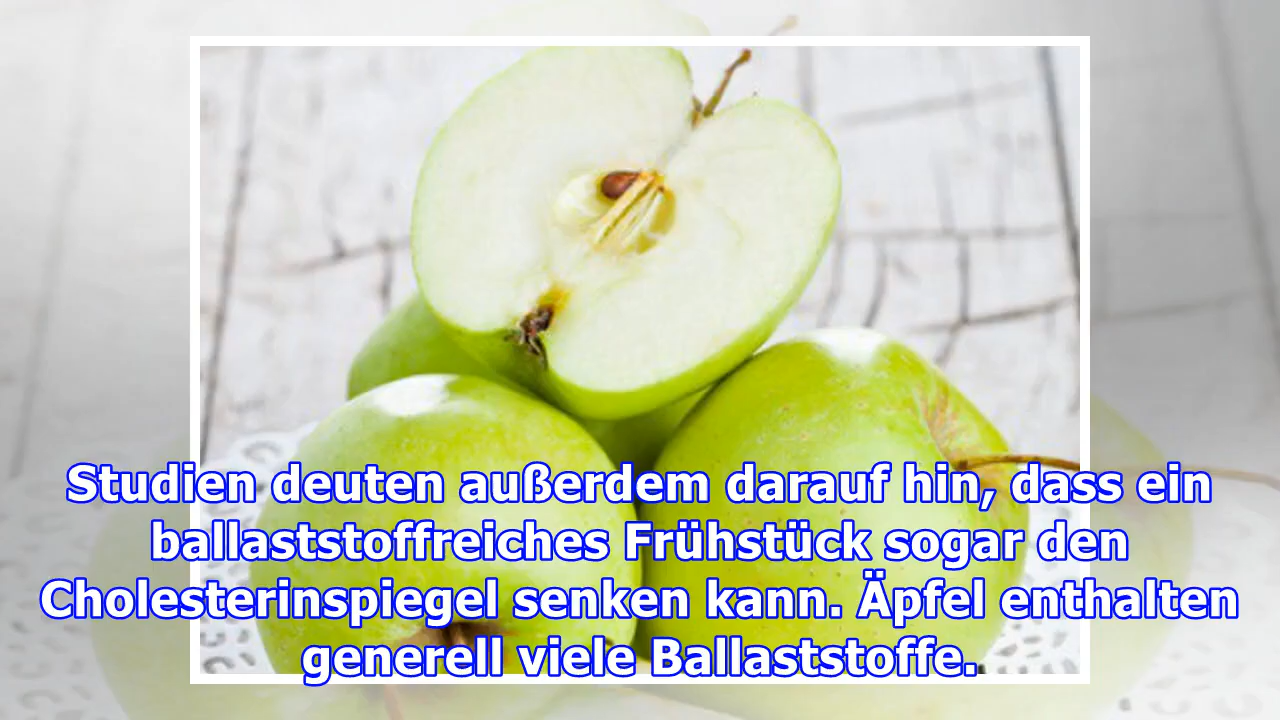 Studien deuten außerdem darauf hin, dass ein
ballaststoffreiches Frühstück sogar den
Cholesterinspiegel senken kann. Äpfel enthalten
generell viele Ballaststoffe.